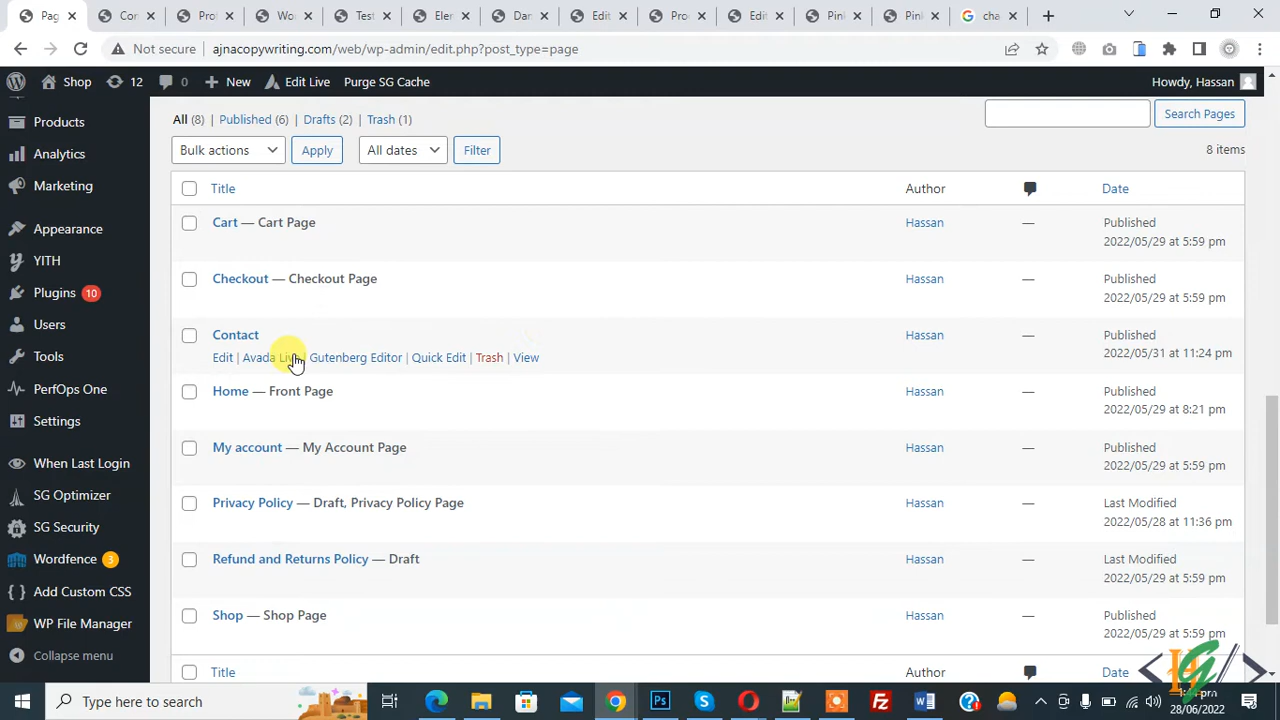 Pag
Cor
Pro
Wo
Test
Eler
Dar
Edit
Pro
Edit
Pink
Pink
cha
Not secure
ajnacopywriting.com/web/wp-admin/edit.php?post_type=page
Shop
12
0
New
Edit Live
Purge SG Cache
Howdy, Hassan
Products
Analytics
Marketing
Appearance
YITH
Plugins 10
Users
Tools
PerfOps One
Settings
When Last Login
SG Optimizer
SG Security
Wordfence 3
Add Custom CSS
WP File Manager
Collapse menu
All (8) | Published (6) | Drafts (2) | Trash (1)
Search Pages
Bulk actions
Apply
All dates
Filter
8 items
Title Author Date
Cart — Cart Page Hassan — Published
2022/05/29 at 5:59 pm
Checkout — Checkout Page Hassan — Published
2022/05/29 at 5:59 pm
Contact Hassan — Published
Edit | Avada Live | Gutenberg Editor | Quick Edit | Trash | View 2022/05/31 at 11:24 pm
Home — Front Page Hassan — Published
2022/05/29 at 8:21 pm
My account — My Account Page Hassan — Published
2022/05/29 at 5:59 pm
Privacy Policy — Draft, Privacy Policy Page Hassan — Last Modified
2022/05/28 at 11:36 pm
Refund and Returns Policy — Draft Hassan — Last Modified
2022/05/29 at 5:59 pm
Shop — Shop Page Hassan — Published
2022/05/29 at 5:59 pm
Title Author Date
Type here to search
28/06/2022